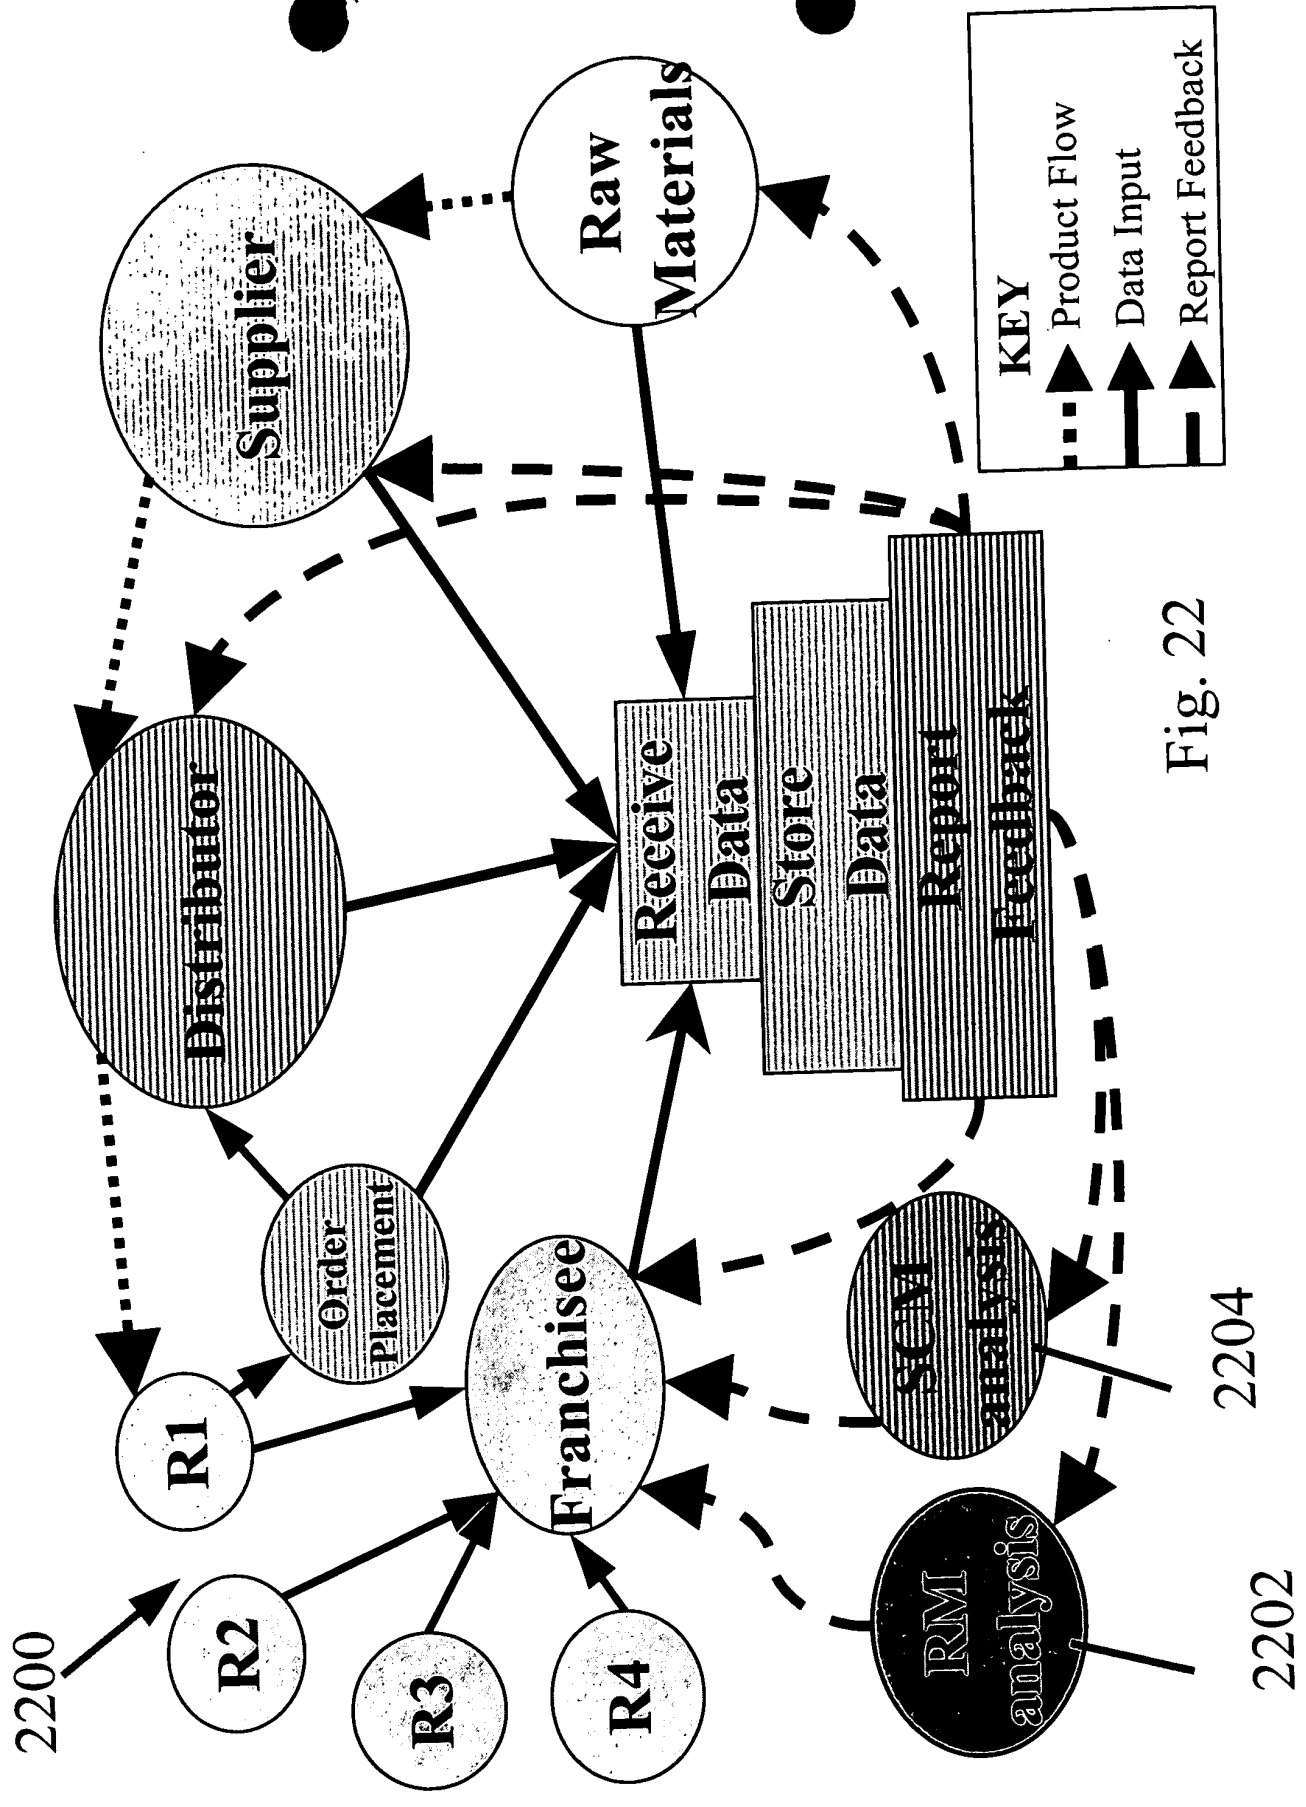 2200
R1
R2
R3
R4
Order
Placement
Distributor
Supplier
Franchisee
Raw
Materials
Receive
Data
Store
Data
Report
Feedback
SCM
analysis
RM
analysis
2202
2204
KEY
Product Flow
Data Input
Report Feedback
Fig. 22